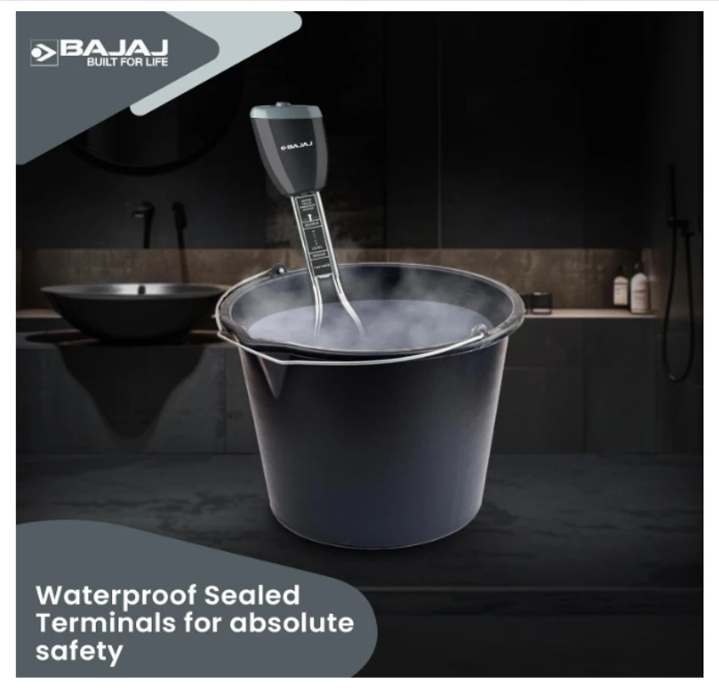 BAJAJ
BUILT FOR LIFE
BAJAJ
Waterproof Sealed
Terminals for absolute
safety